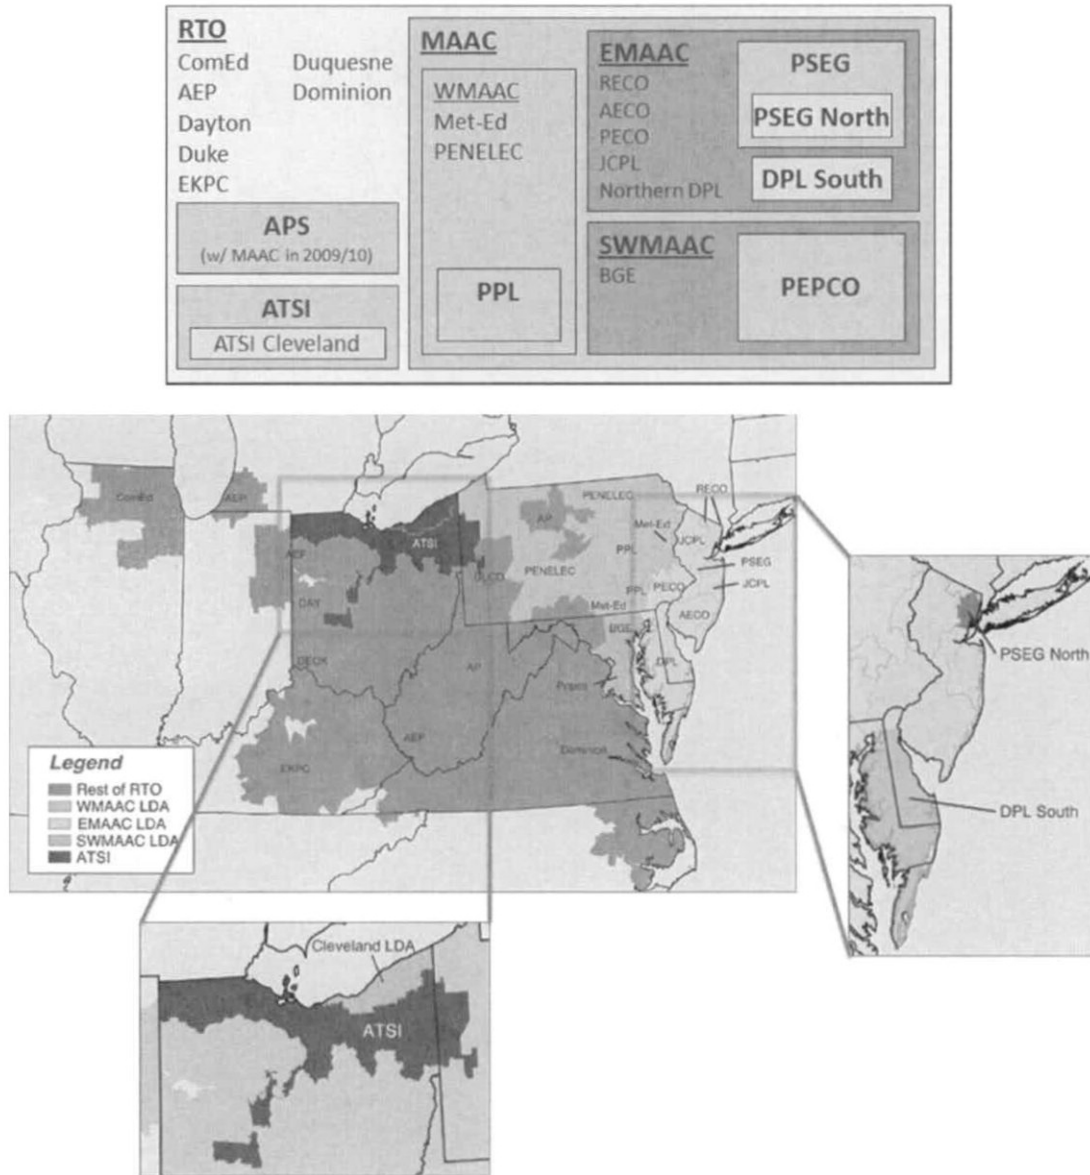 RTO
ComEd Duquesne
AEP Dominion
Dayton
Duke
EKPC
APS
(w/ MAAC in 2009/10)
ATSI
ATSI Cleveland
MAAC
WMAAC
Met-Ed
PENELEC
PPL
EMAAC
RECO
AECO
PECO
JCPL
Northern DPL
PSEG
PSEG North
DPL South
SWMAAC
BGE
PEPCO
ComEd
AEP
AEP
ATSI
DAY
DEOK
DUCO
AP
PENELEC
PENELEC
Met-Ed
PPL
RECO
JCPL
PSEG
JCPL
PPL
PECO
Met-Ed
AECO
BGE
DPL
AP
Pepco
AEP
Dominion
EKPC
Legend
Rest of RTO
WMAAC LDA
EMAAC LDA
SWMAAC LDA
ATSI
PSEG North
DPL South
Cleveland LDA
ATSI